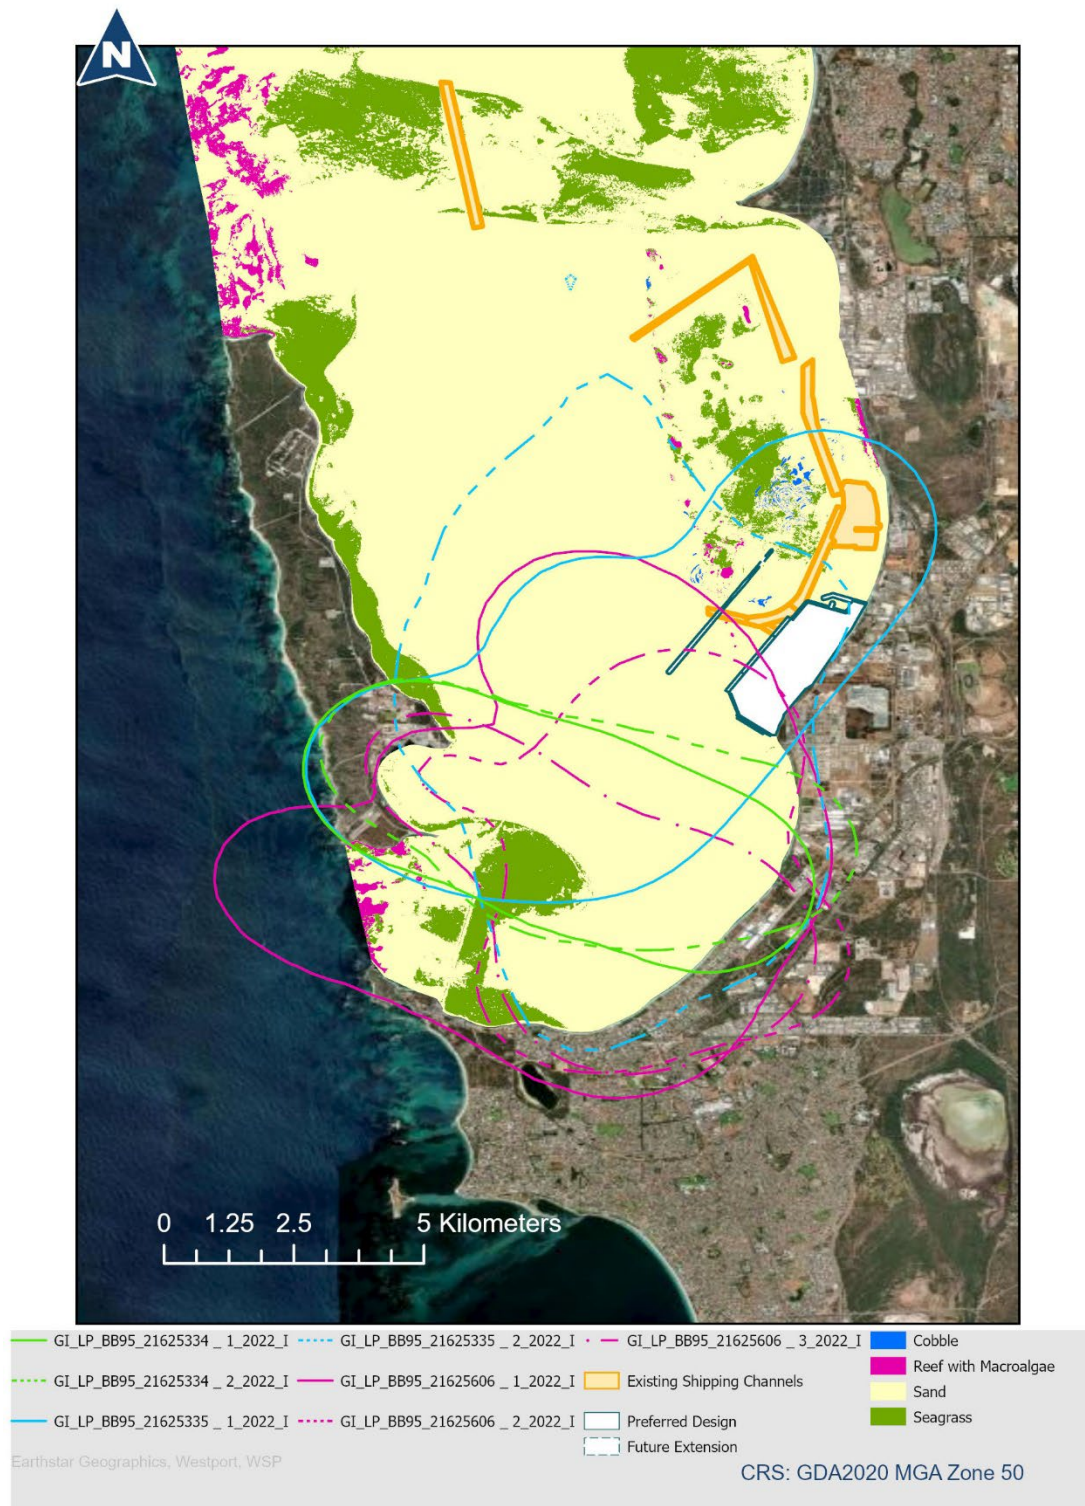 N
0 1.25 2.5 5 Kilometers
GI_LP_BB95_21625334 _ 1_2022_I GI_LP_BB95_21625335 _ 2_2022_I GI_LP_BB95_21625606 _ 3_2022_I Cobble
Reef with Macroalgae
GI_LP_BB95_21625334 _ 2_2022_I GI_LP_BB95_21625606 _ 1_2022_I Existing Shipping Channels
Sand
GI_LP_BB95_21625335 _ 1_2022_I GI_LP_BB95_21625606 _ 2_2022_I Preferred Design
Seagrass
Future Extension
Earthstar Geographics, Westport, WSP
CRS: GDA2020 MGA Zone 50